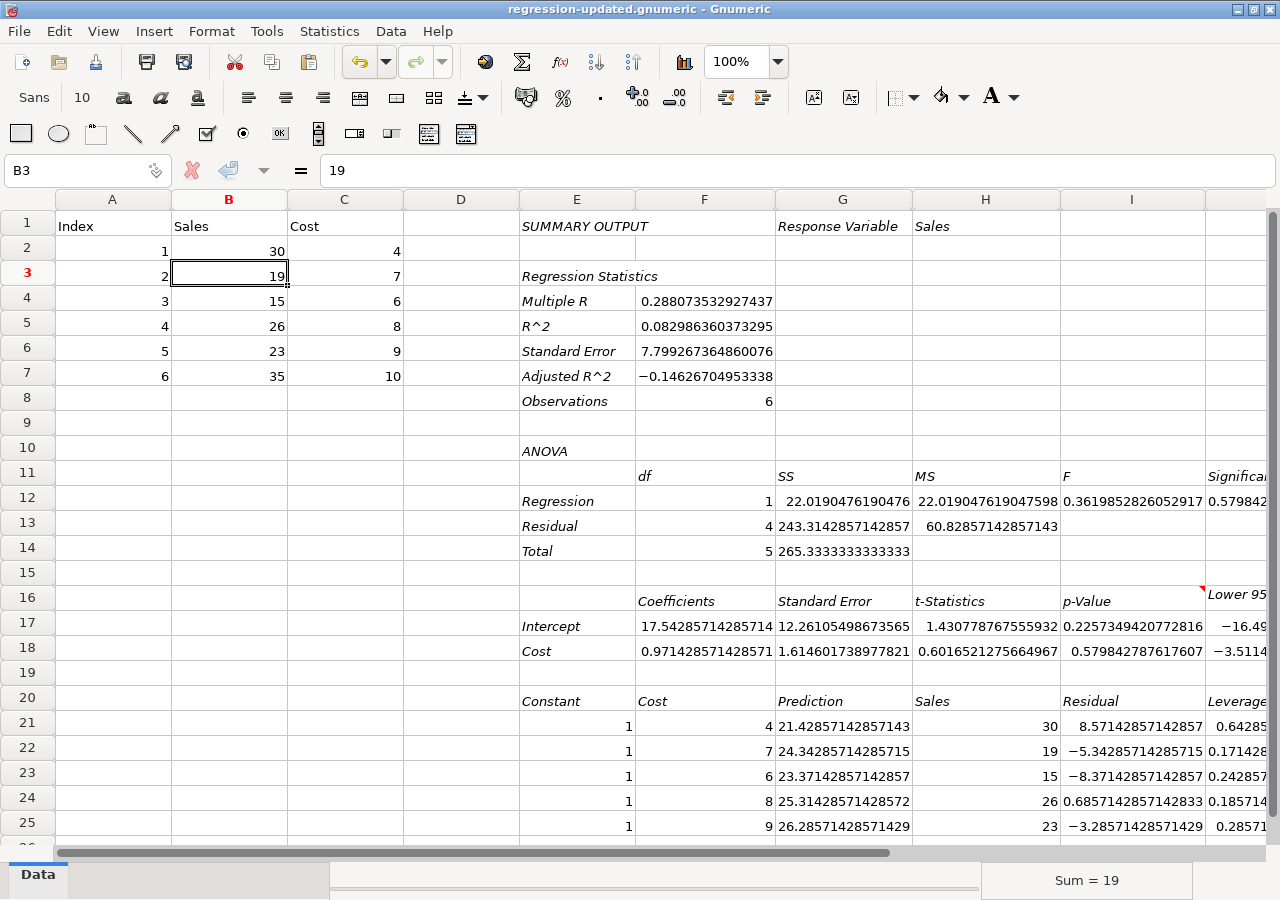 regression-updated.gnumeric - Gnumeric
File Edit View Insert Format Tools Statistics Data Help
f(x) 100%
Sans 10 a a a
% +0 .00 .00 →0 A
OK
B3 = 19
A B C D E F G H I
1 Index Sales Cost SUMMARY OUTPUT Response Variable Sales
2 1 30 4
3 2 19 7 Regression Statistics
4 3 15 6 Multiple R 0.288073532927437
5 4 26 8 R^2 0.082986360373295
6 5 23 9 Standard Error 7.799267364860076
7 6 35 10 Adjusted R^2 −0.14626704953338
8 Observations 6
9
10 ANOVA
11 df SS MS F Significa
12 Regression 1 22.0190476190476 22.019047619047598 0.3619852826052917 0.579842
13 Residual 4 243.3142857142857 60.82857142857143
14 Total 5 265.3333333333333
15
16 Coefficients Standard Error t-Statistics p-Value Lower 95
17 Intercept 17.54285714285714 12.26105498673565 1.430778767555932 0.2257349420772816 −16.49
18 Cost 0.971428571428571 1.614601738977821 0.6016521275664967 0.579842787617607 −3.5114
19
20 Constant Cost Prediction Sales Residual Leverage
21 1 4 21.42857142857143 30 8.57142857142857 0.64285
22 1 7 24.34285714285715 19 −5.34285714285715 0.171428
23 1 6 23.37142857142857 15 −8.37142857142857 0.242857
24 1 8 25.31428571428572 26 0.6857142857142833 0.185714
25 1 9 26.28571428571429 23 −3.28571428571429 0.28571
Data Sum = 19